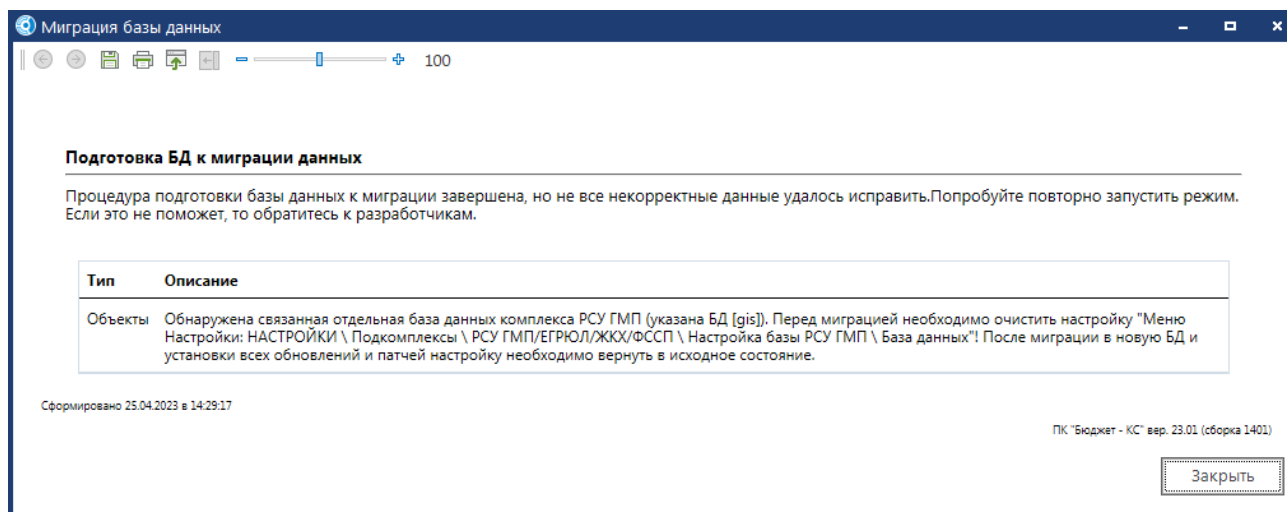 Миграция базы данных
100
Подготовка БД к миграции данных
Процедура подготовки базы данных к миграции завершена, но не все некорректные данные удалось исправить.Попробуйте повторно запустить режим.
Если это не поможет, то обратитесь к разработчикам.
Тип Описание
Объекты Обнаружена связанная отдельная база данных комплекса РСУ ГМП (указана БД [gis]). Перед миграцией необходимо очистить настройку "Меню
Настройки: НАСТРОЙКИ \ Подкомплексы \ РСУ ГМП/ЕГРЮЛ/ЖКХ/ФССП \ Настройка базы РСУ ГМП \ База данных"! После миграции в новую БД и
установки всех обновлений и патчей настройку необходимо вернуть в исходное состояние.
Сформировано 25.04.2023 в 14:29:17
ПК "Бюджет - КС" вер. 23.01 (сборка 1401)
Закрыть